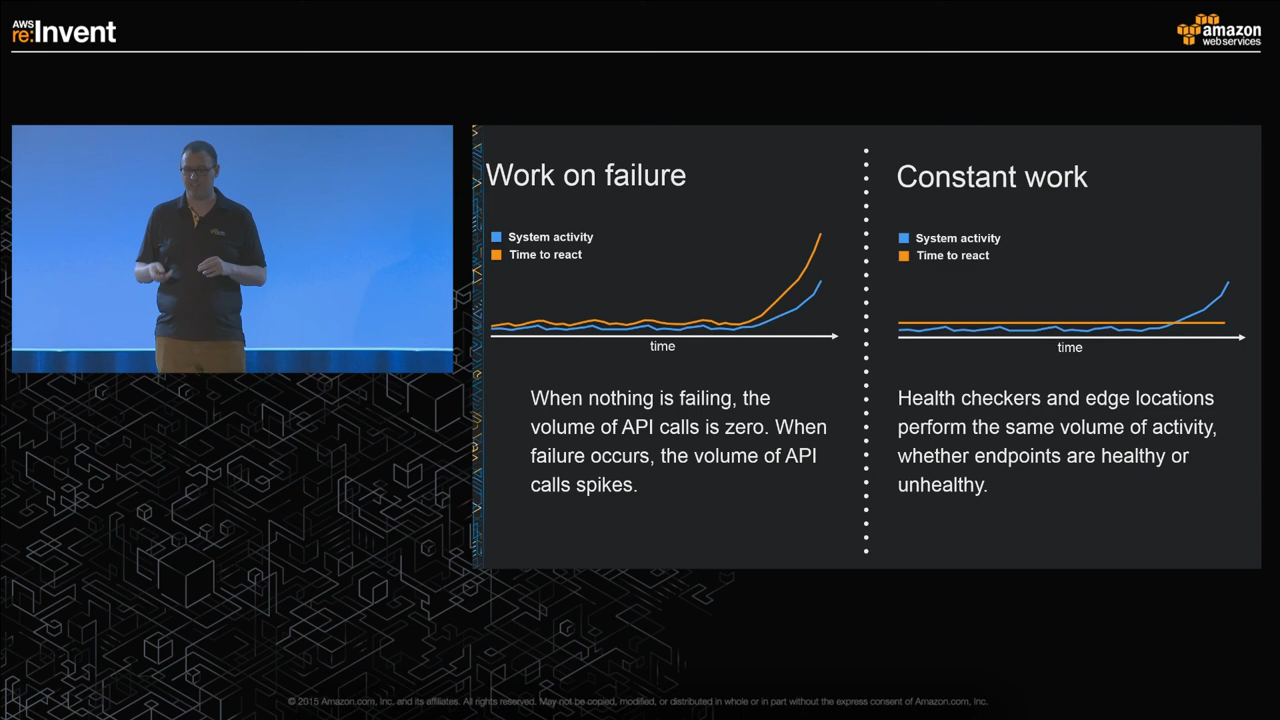 AWS
re:Invent
amazon
web services
Work on failure
System activity
Time to react
time
When nothing is failing, the
volume of API calls is zero. When
failure occurs, the volume of API
calls spikes.
Constant work
System activity
Time to react
time
Health checkers and edge locations
perform the same volume of activity,
whether endpoints are healthy or
unhealthy.
© 2015 Amazon.com, Inc. and its affiliates. All rights reserved. May not be copied, modified, or distributed in whole or in part without the express consent of Amazon.com, Inc.